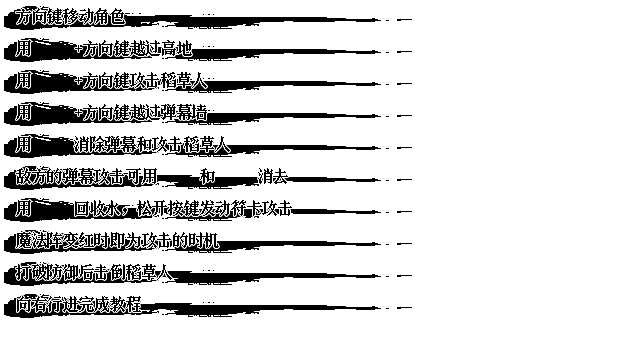 方向键移动角色
用 +方向键越过高地
用 +方向键攻击稻草人
用 +方向键越过弹幕墙
用 消除弹幕和攻击稻草人
敌方的弹幕攻击可用 和 消去
用 回收水，松开按键发动符卡攻击
魔法阵变红时即为攻击的时机
打破防御后击倒稻草人
向右行进完成教程